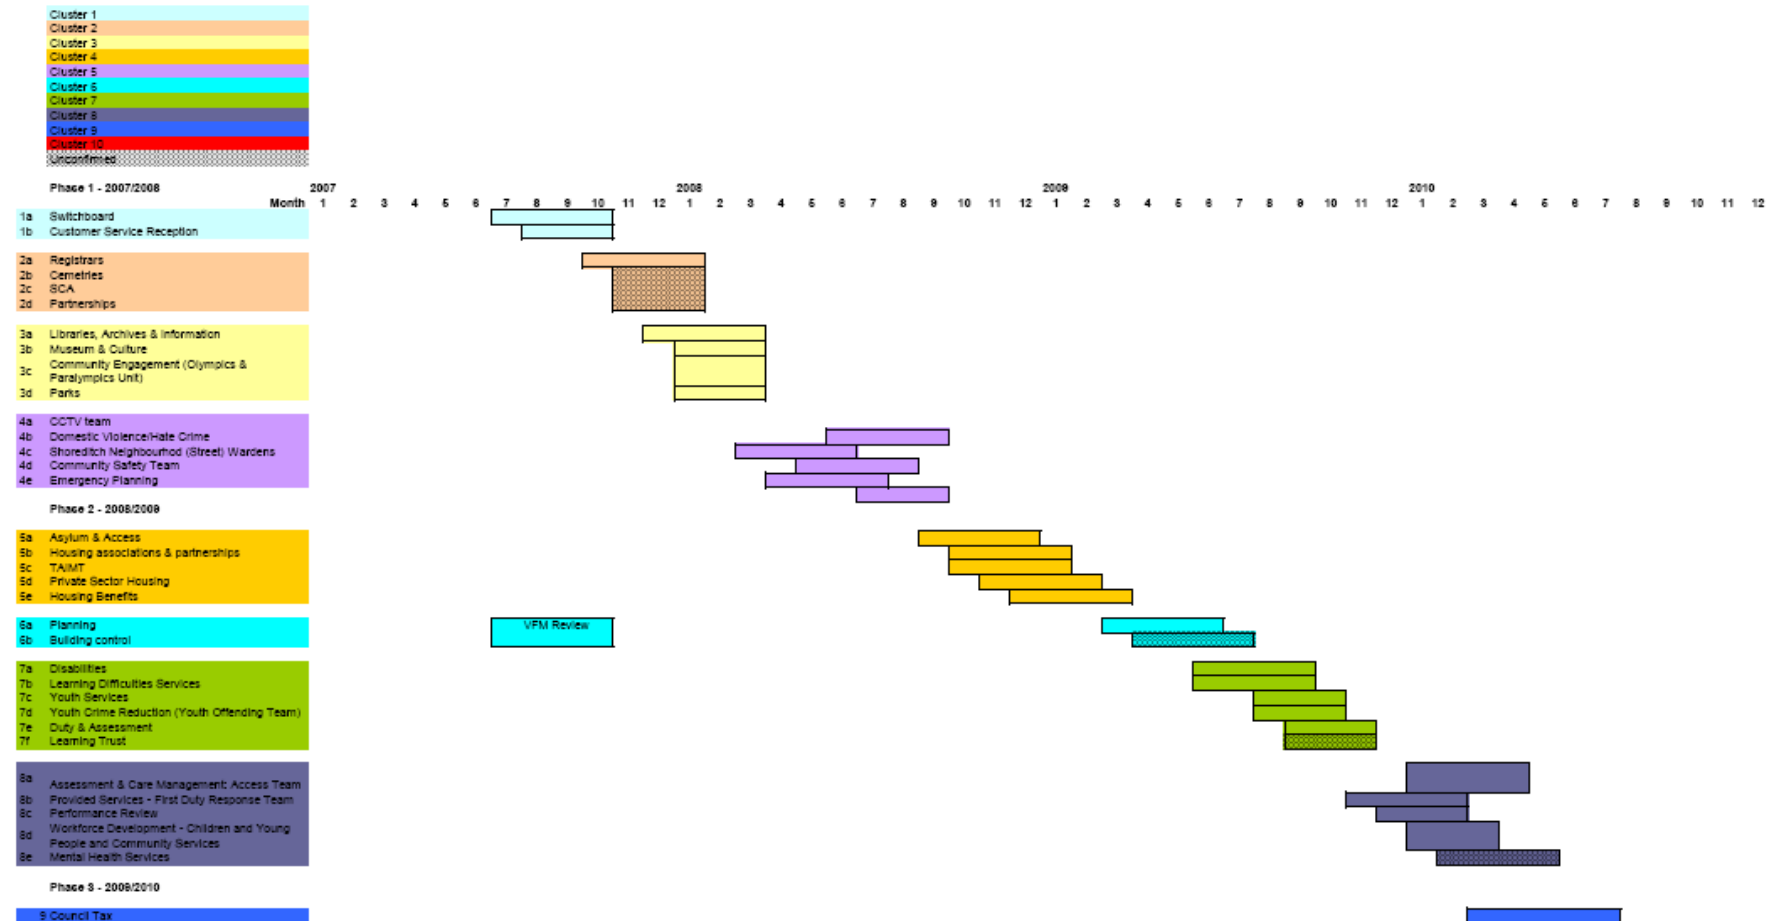 Cluster 1
Cluster 2
Cluster 3
Cluster 4
Cluster 5
Cluster 6
Cluster 7
Cluster 8
Cluster 9
Cluster 10
Unconfirmed
Phase 1 - 2007/2008 2007 2008 2009 2010
Month 1 2 3 4 5 6 7 8 9 10 11 12 1 2 3 4 5 6 7 8 9 10 11 12 1 2 3 4 5 6 7 8 9 10 11 12 1 2 3 4 5 6 7 8 9 10 11 12
1a Switchboard
1b Customer Service Reception
2a Registrars
2b Cemetries
2c SCA
2d Partnerships
3a Libraries, Archives & Information
3b Museum & Culture
3c Community Engagement (Olympics &
Paralympics Unit)
3d Parks
4a CCTV team
4b Domestic Violence/Hate Crime
4c Shoreditch Neighbourhod (Street) Wardens
4d Community Safety Team
4e Emergency Planning
Phase 2 - 2008/2009
5a Asylum & Access
5b Housing associations & partnerships
5c TA/MT
5d Private Sector Housing
5e Housing Benefits
6a Planning VFM Review
6b Building control
7a Disabilities
7b Learning Difficulties Services
7c Youth Services
7d Youth Crime Reduction (Youth Offending Team)
7e Duty & Assessment
7f Learning Trust
8a Assessment & Care Management: Access Team
8b Provided Services - First Duty Response Team
8c Performance Review
8d Workforce Development - Children and Young
People and Community Services
8e Mental Health Services
Phase 3 - 2009/2010
9 Council Tax